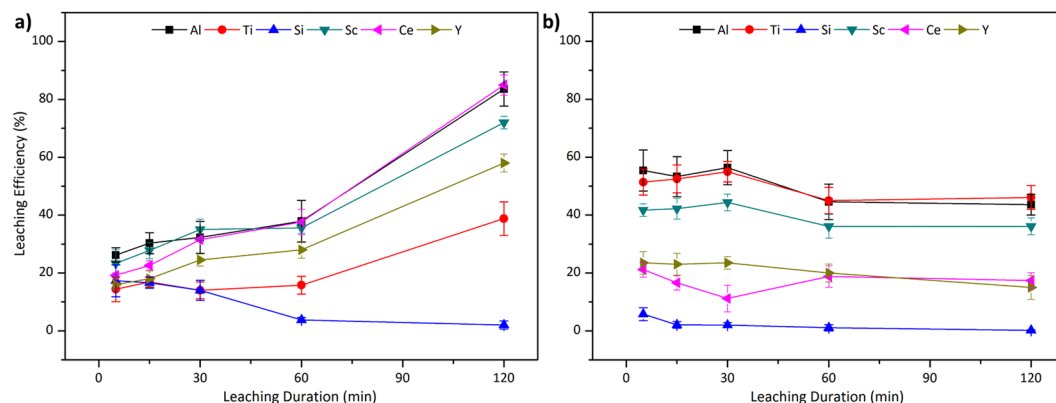 a)
Al Ti Si Sc Ce Y
100
80
60
40
20
0
Leaching Efficiency (%)
0 30 60 90 120
Leaching Duration (min)
b)
Al Ti Si Sc Ce Y
100
80
60
40
20
0
0 30 60 90 120
Leaching Duration (min)